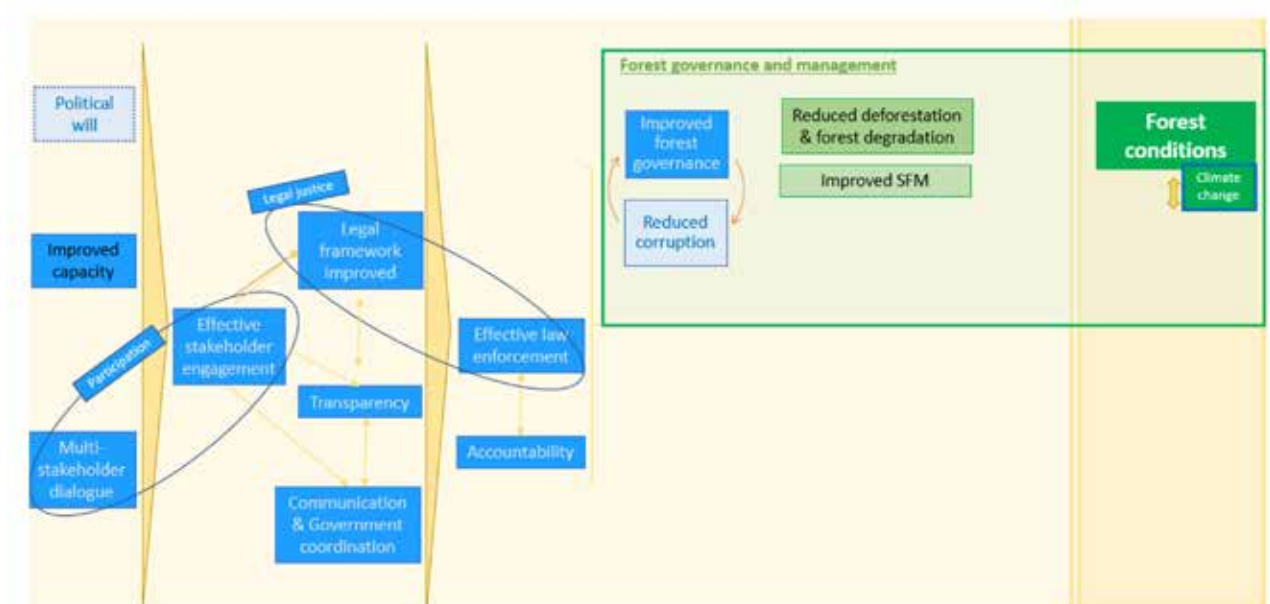 Forest governance and management
Political
will
Improved
forest
governance
Reduced deforestation
& forest degradation
Forest
conditions
Improved SFM
Climate
change
Legal justice
Reduced
corruption
Improved
capacity
Legal
framework
improved
Participation
Effective
stakeholder
engagement
Effective law
enforcement
Transparency
Multi-
stakeholder
dialogue
Accountability
Communication
& Government
coordination